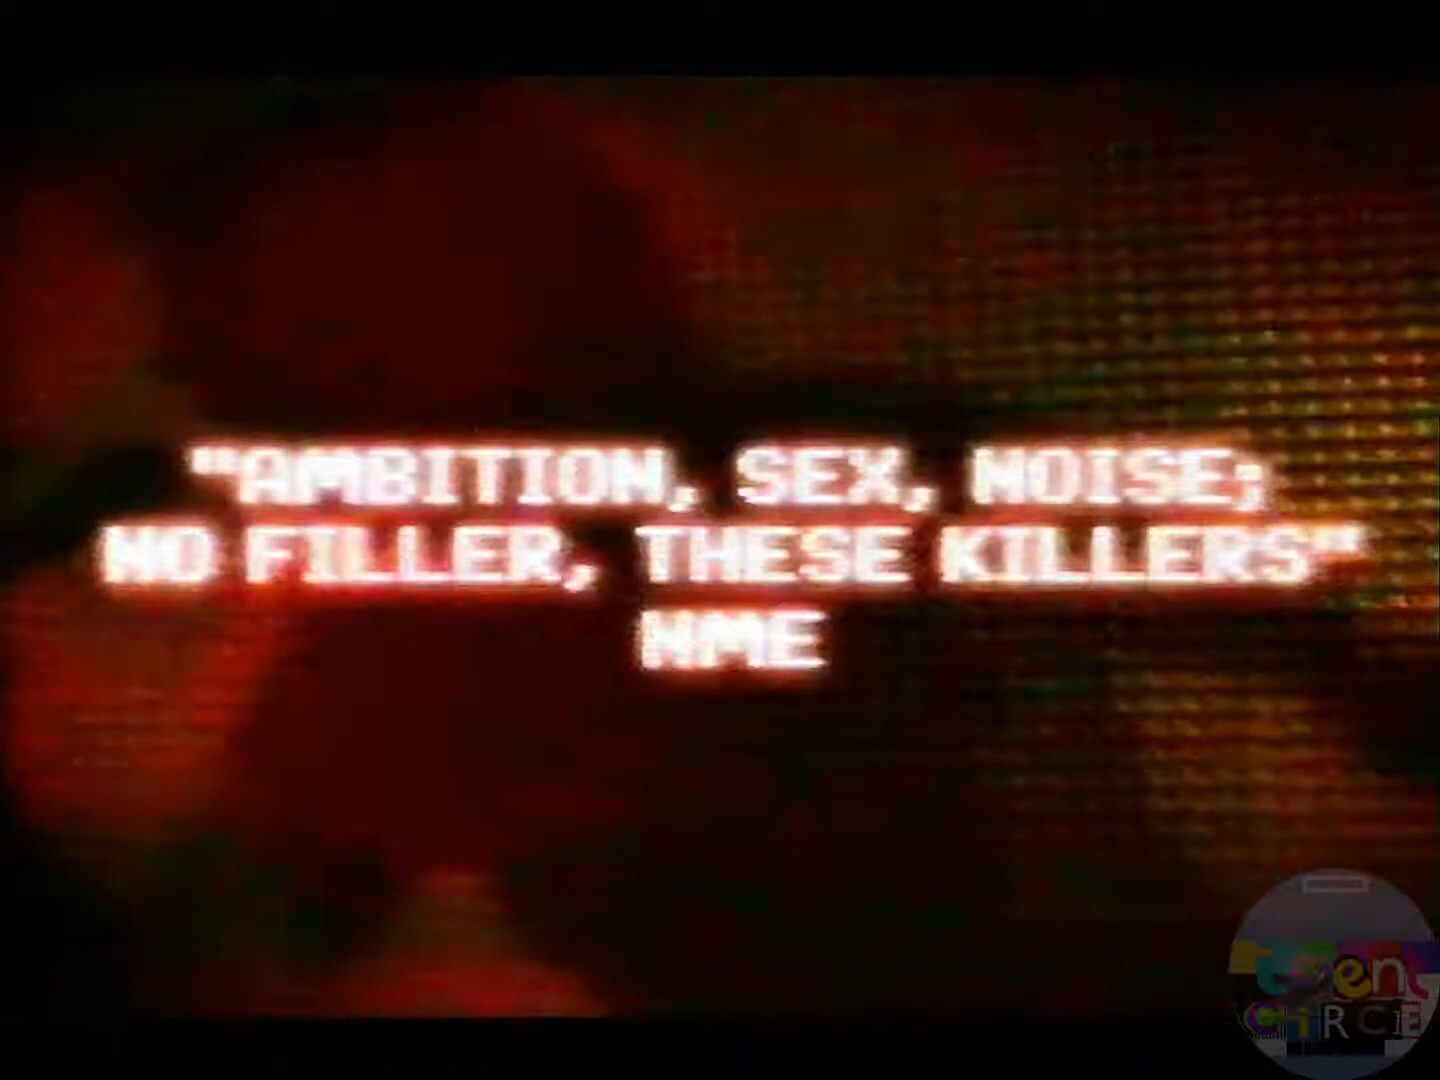 "AMBITION, SEX, NOISE;
NO FILLER, THESE KILLERS"
NME